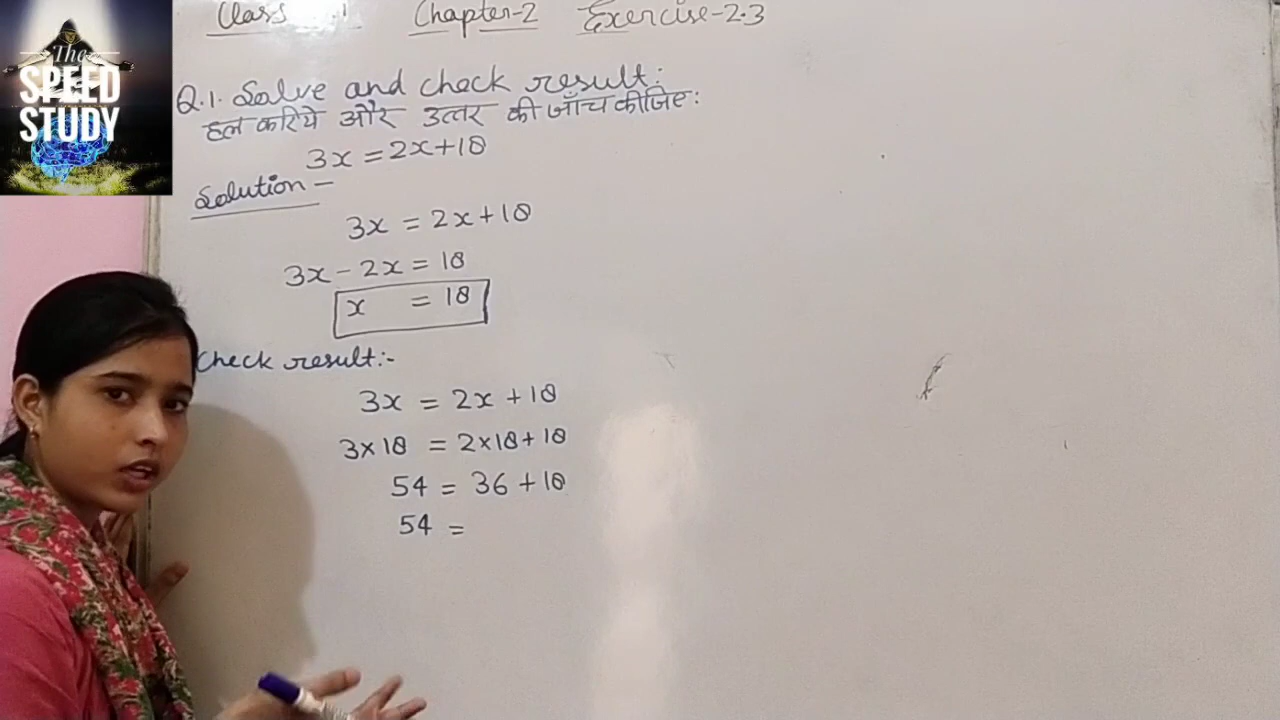 Class Chapter-2 Exercise-2.3
The
SPEED
STUDY
Q.1. Solve and check result:
हल करिये और उत्तर की जाँच कीजिए:
3x = 2x+18
Solution -
3x = 2x+18
3x - 2x = 18
x = 18
Check result:-
3x = 2x + 18
3×18 = 2×18+18
54 = 36 + 18
54 =